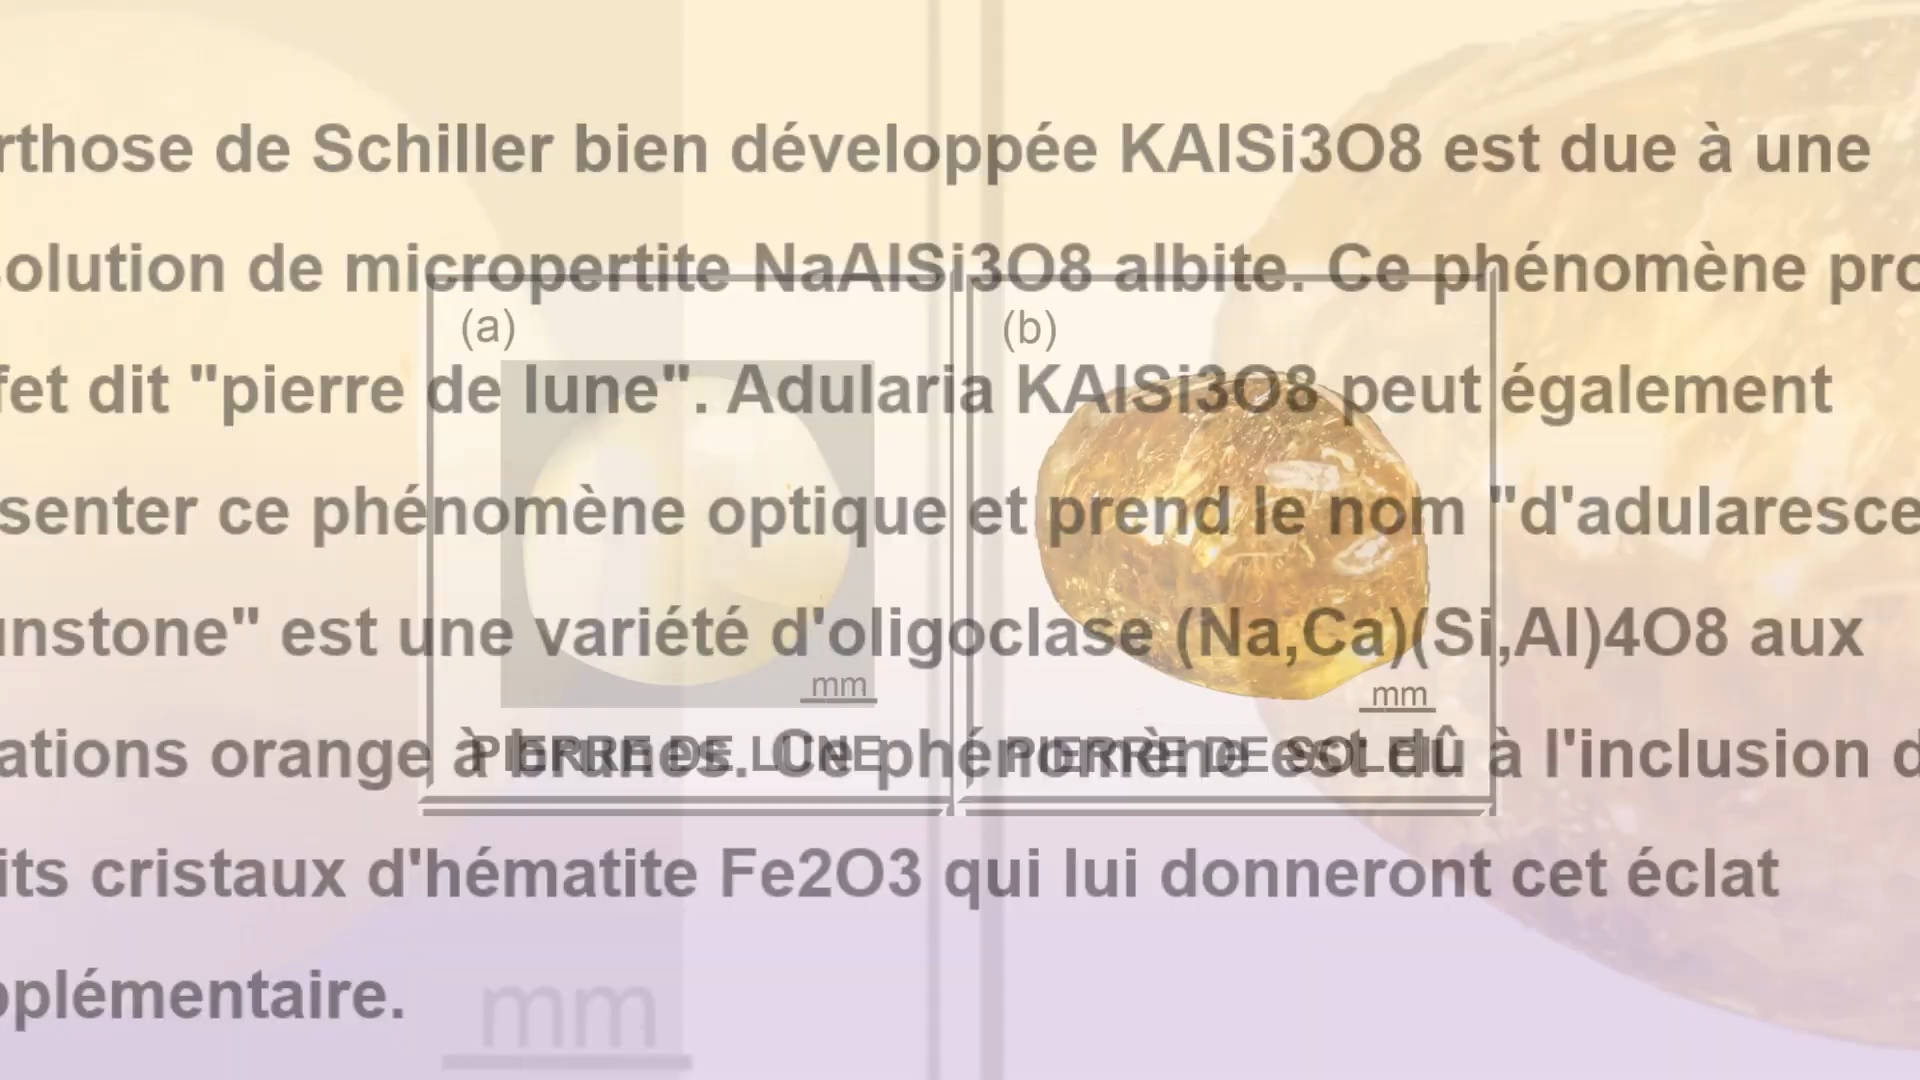 rthose de Schiller bien développée KAlSi3O8 est due à une
solution de micropertite NaAlSi3O8 albite. Ce phénomène pro
fet dit "pierre de lune". Adularia KAlSi3O8 peut également
senter ce phénomène optique et prend le nom "d'adularesce
unstone" est une variété d'oligoclase (Na,Ca)(Si,Al)4O8 aux
ations orange à brunes. Ce phénomène est dû à l'inclusion d
its cristaux d'hématite Fe2O3 qui lui donneront cet éclat
pplémentaire.
(a)
mm
PIERRE DE LUNE
(b)
mm
PIERRE DE SOLEIL
mm